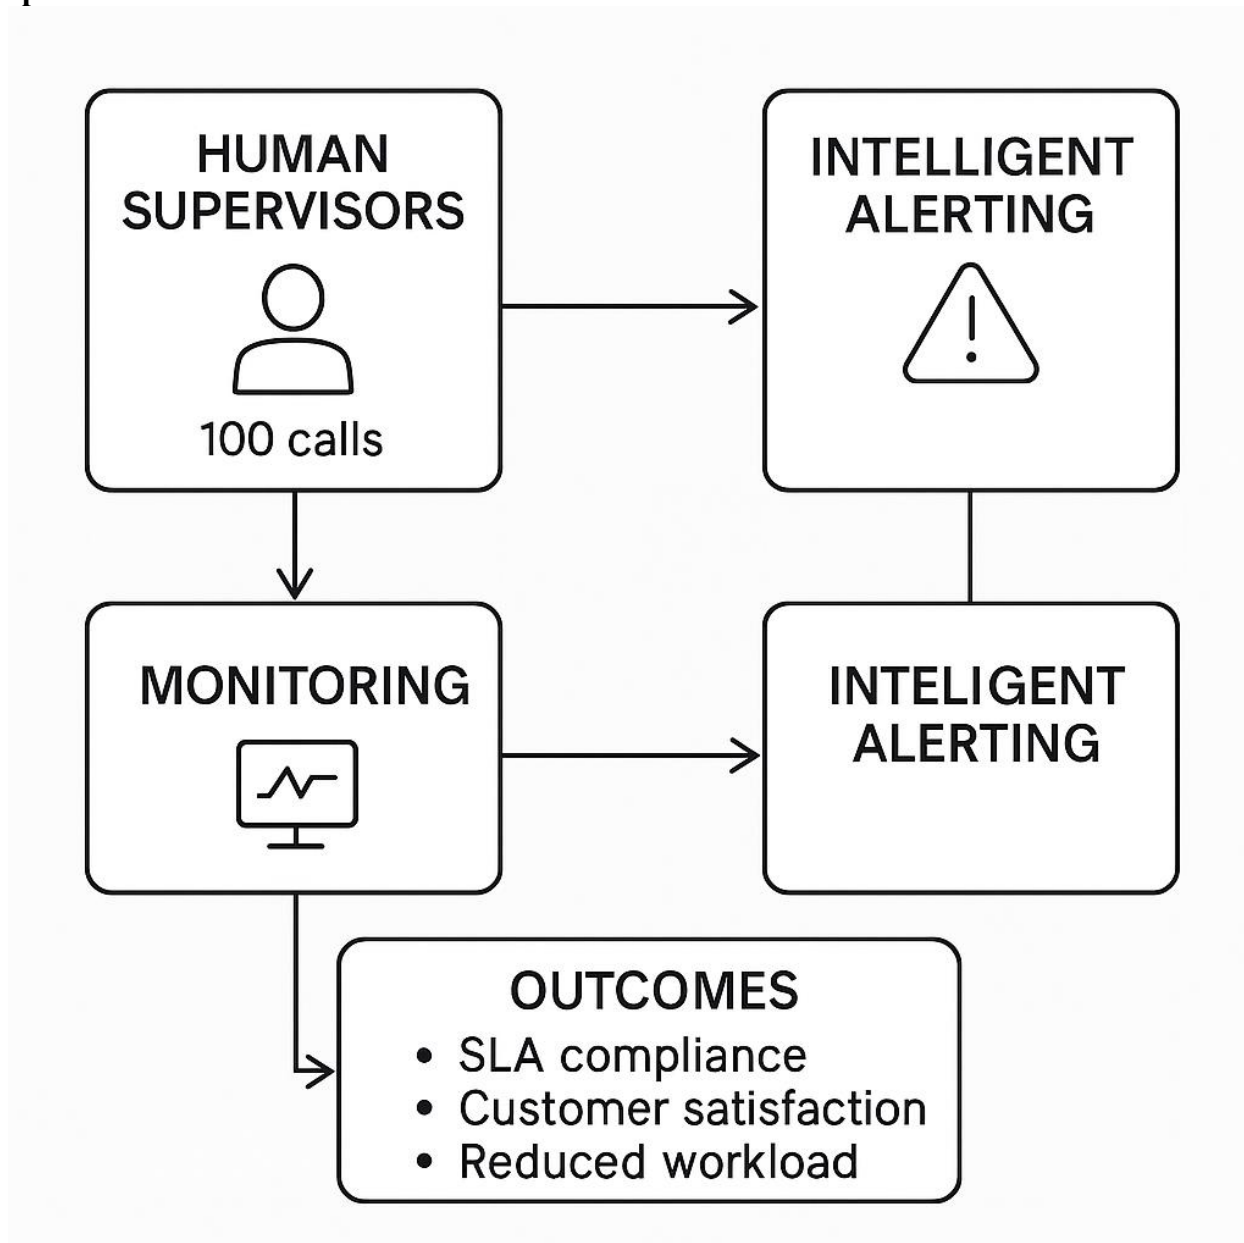 HUMAN
SUPERVISORS
100 calls
INTELLIGENT
ALERTING
MONITORING
INTELIGENT
ALERTING
OUTCOMES
• SLA compliance
• Customer satisfaction
• Reduced workload